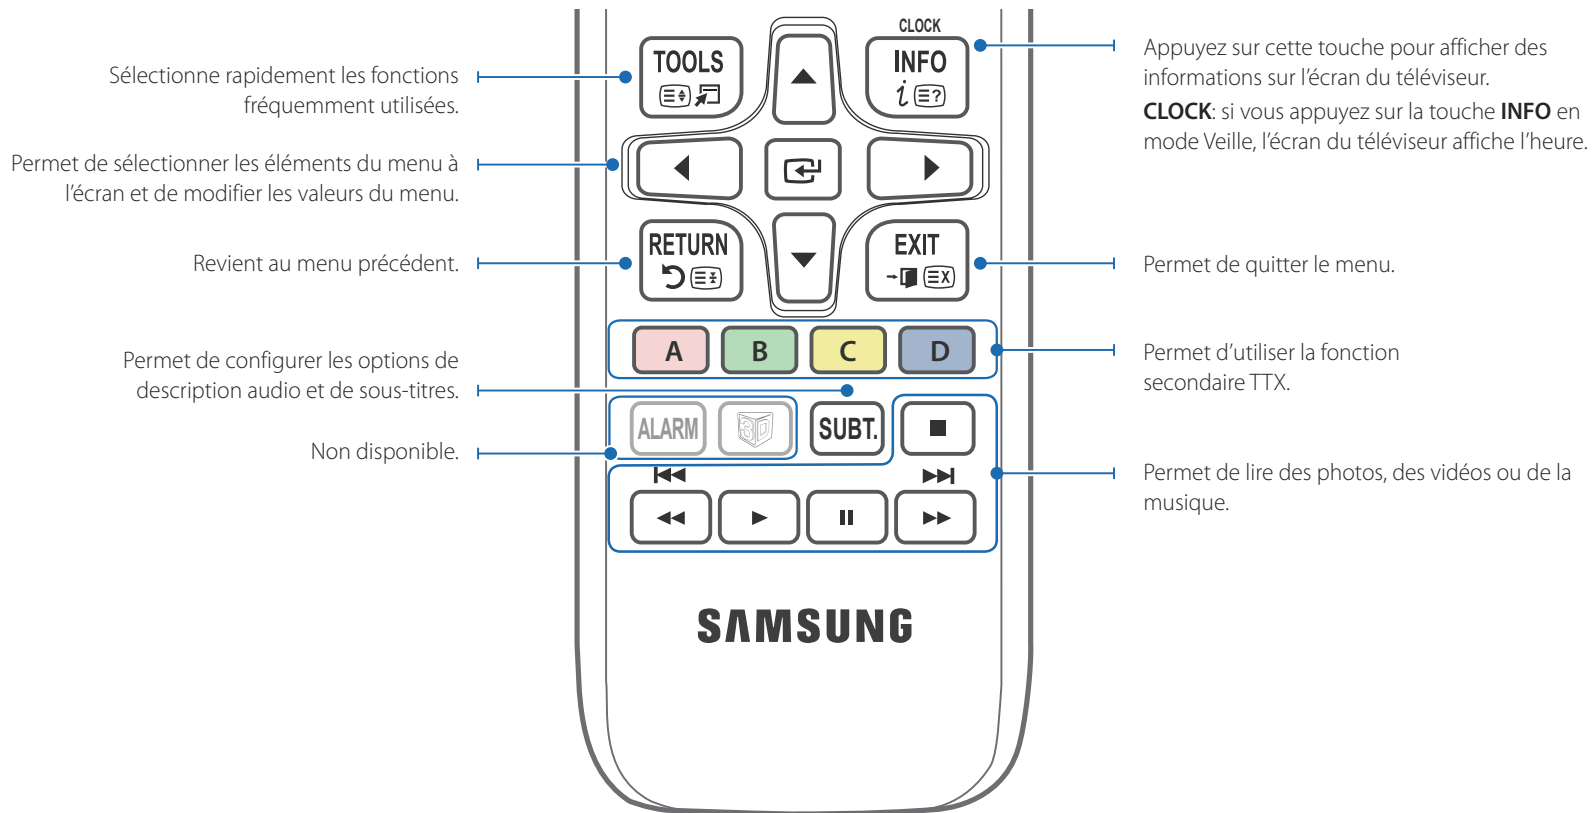 Sélectionne rapidement les fonctions
fréquemment utilisées.
Permet de sélectionner les éléments du menu à
l'écran et de modifier les valeurs du menu.
Revient au menu précédent.
Permet de configurer les options de
description audio et de sous-titres.
Non disponible.
CLOCK
TOOLS
INFO
RETURN
EXIT
A B C D
ALARM 3D SUBT.
SAMSUNG
Appuyez sur cette touche pour afficher des
informations sur l'écran du téléviseur.
CLOCK: si vous appuyez sur la touche INFO en
mode Veille, l'écran du téléviseur affiche l'heure.
Permet de quitter le menu.
Permet d'utiliser la fonction
secondaire TTX.
Permet de lire des photos, des vidéos ou de la
musique.